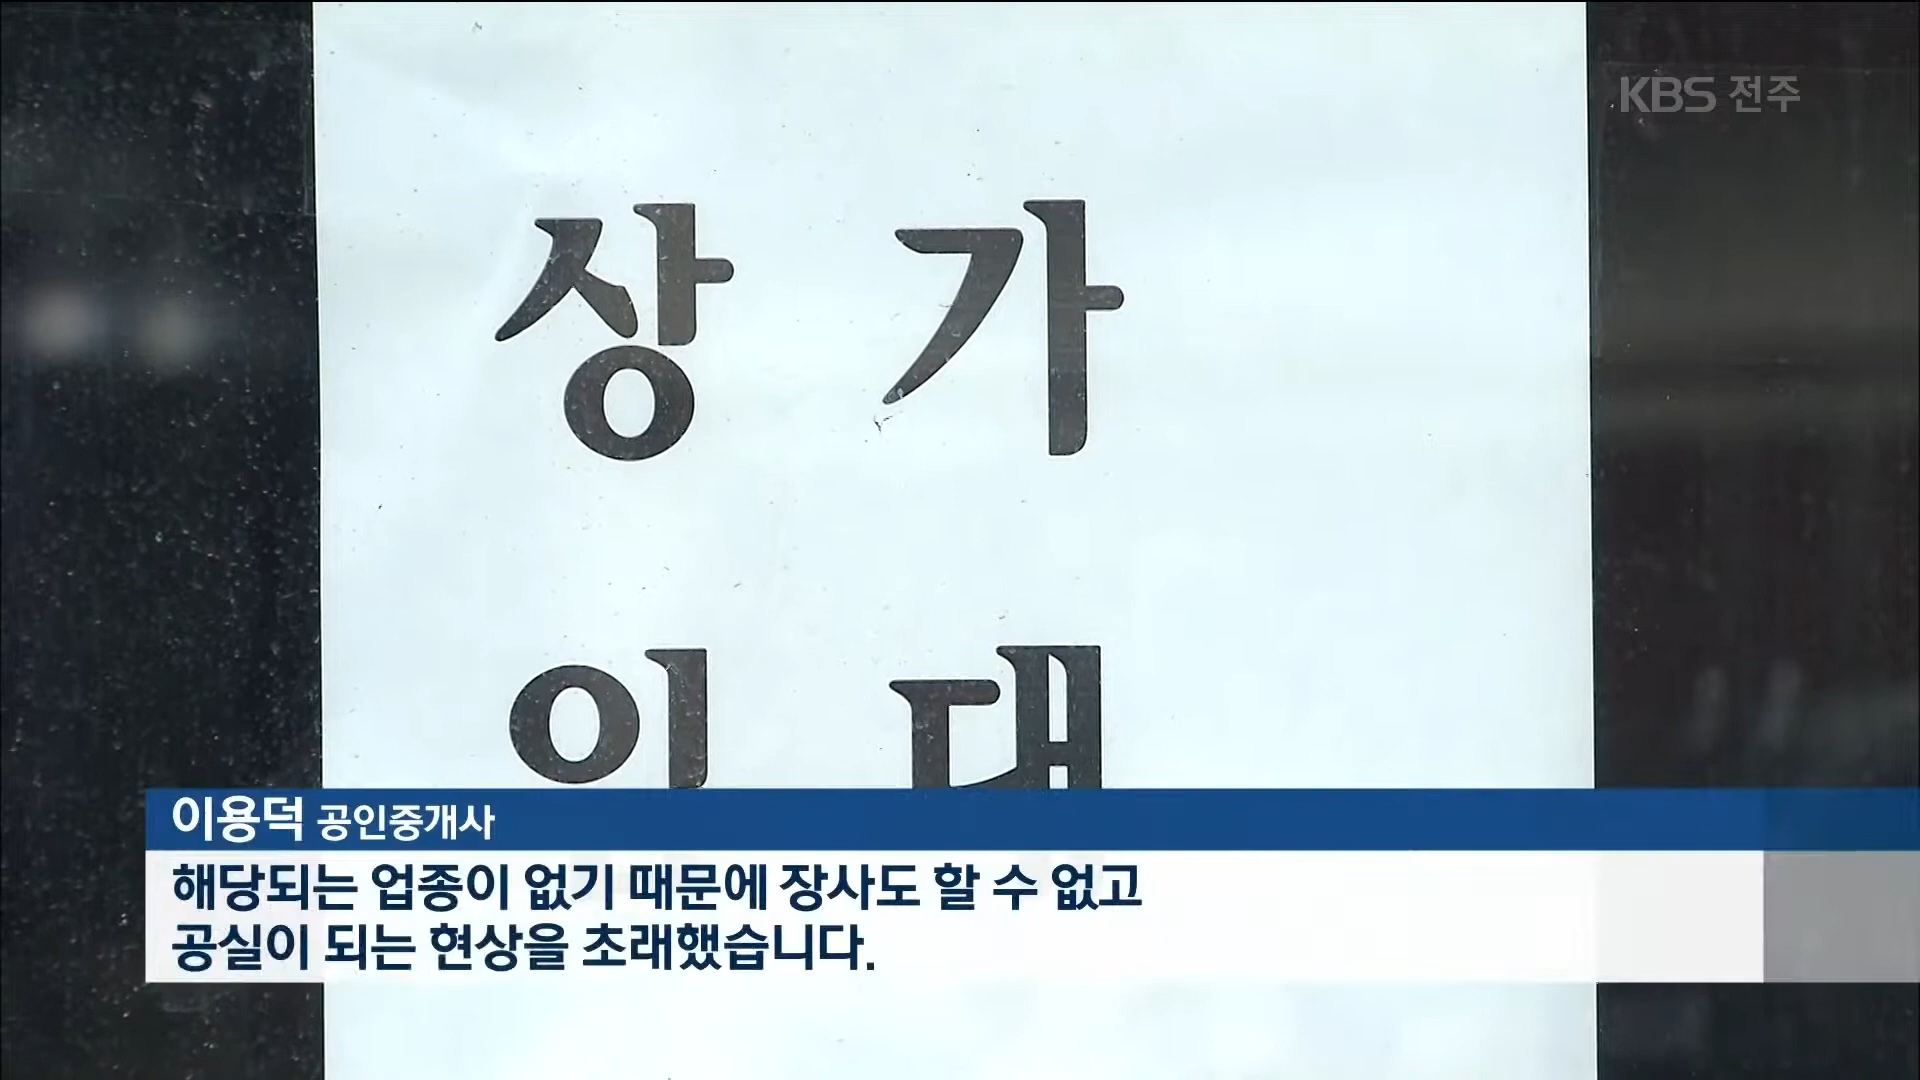 KBS 전주
상 가
임 대
이용덕 공인중개사
해당되는 업종이 없기 때문에 장사도 할 수 없고
공실이 되는 현상을 초래했습니다.